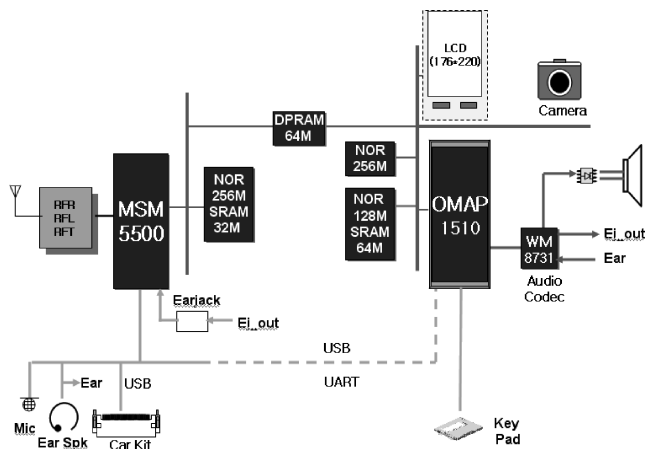 LCD
(176*220)
Camera
DPRAM
64M
NOR
256M
RFR
RFL
RFT
MSM
5500
NOR
256M
SRAM
32M
NOR
128M
SRAM
64M
OMAP
1510
WM
8731
Audio
Codec
Ei_out
Ear
Earjack
Ei_out
USB
UART
Ear
USB
Mic
Ear Spk
Car Kit
Key
Pad